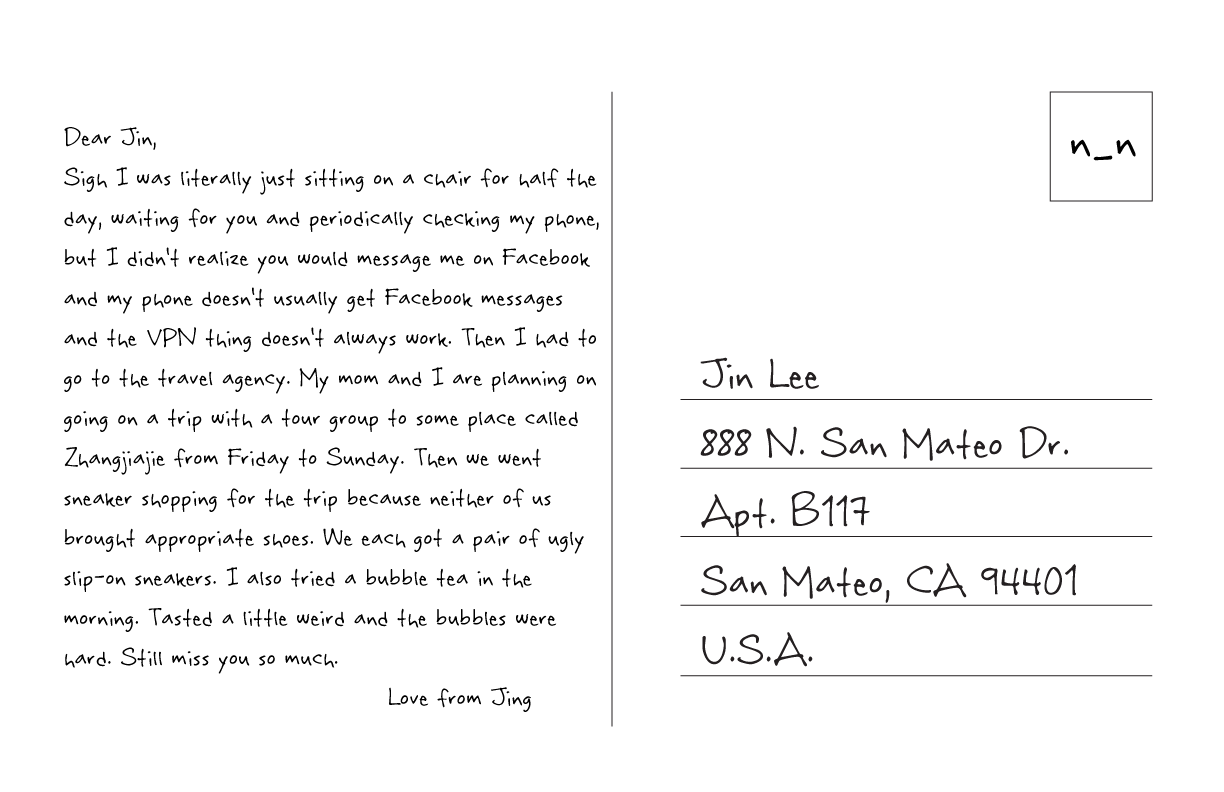 Dear Jin,
Sigh I was literally just sitting on a chair for half the
day, waiting for you and periodically checking my phone,
but I didn't realize you would message me on Facebook
and my phone doesn't usually get Facebook messages
and the VPN thing doesn't always work. Then I had to
go to the travel agency. My mom and I are planning on
going on a trip with a tour group to some place called
Zhangjiajie from Friday to Sunday. Then we went
sneaker shopping for the trip because neither of us
brought appropriate shoes. We each got a pair of ugly
slip-on sneakers. I also tried a bubble tea in the
morning. Tasted a little weird and the bubbles were
hard. Still miss you so much.
Love from Jing
n_n
Jin Lee
888 N. San Mateo Dr.
Apt. B117
San Mateo, CA 94401
U.S.A.